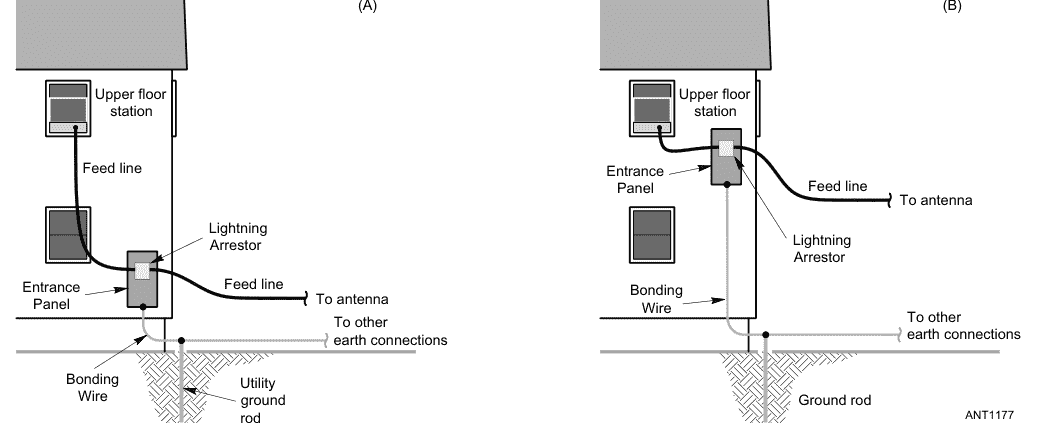 (A)
Upper floor
station
Feed line
Lightning
Arrestor
Entrance
Panel
Feed line
To antenna
To other
earth connections
Bonding
Wire
Utility
ground
rod
(B)
Upper floor
station
Entrance
Panel
Feed line
To antenna
Lightning
Arrestor
Bonding
Wire
To other
earth connections
Ground rod
ANT1177